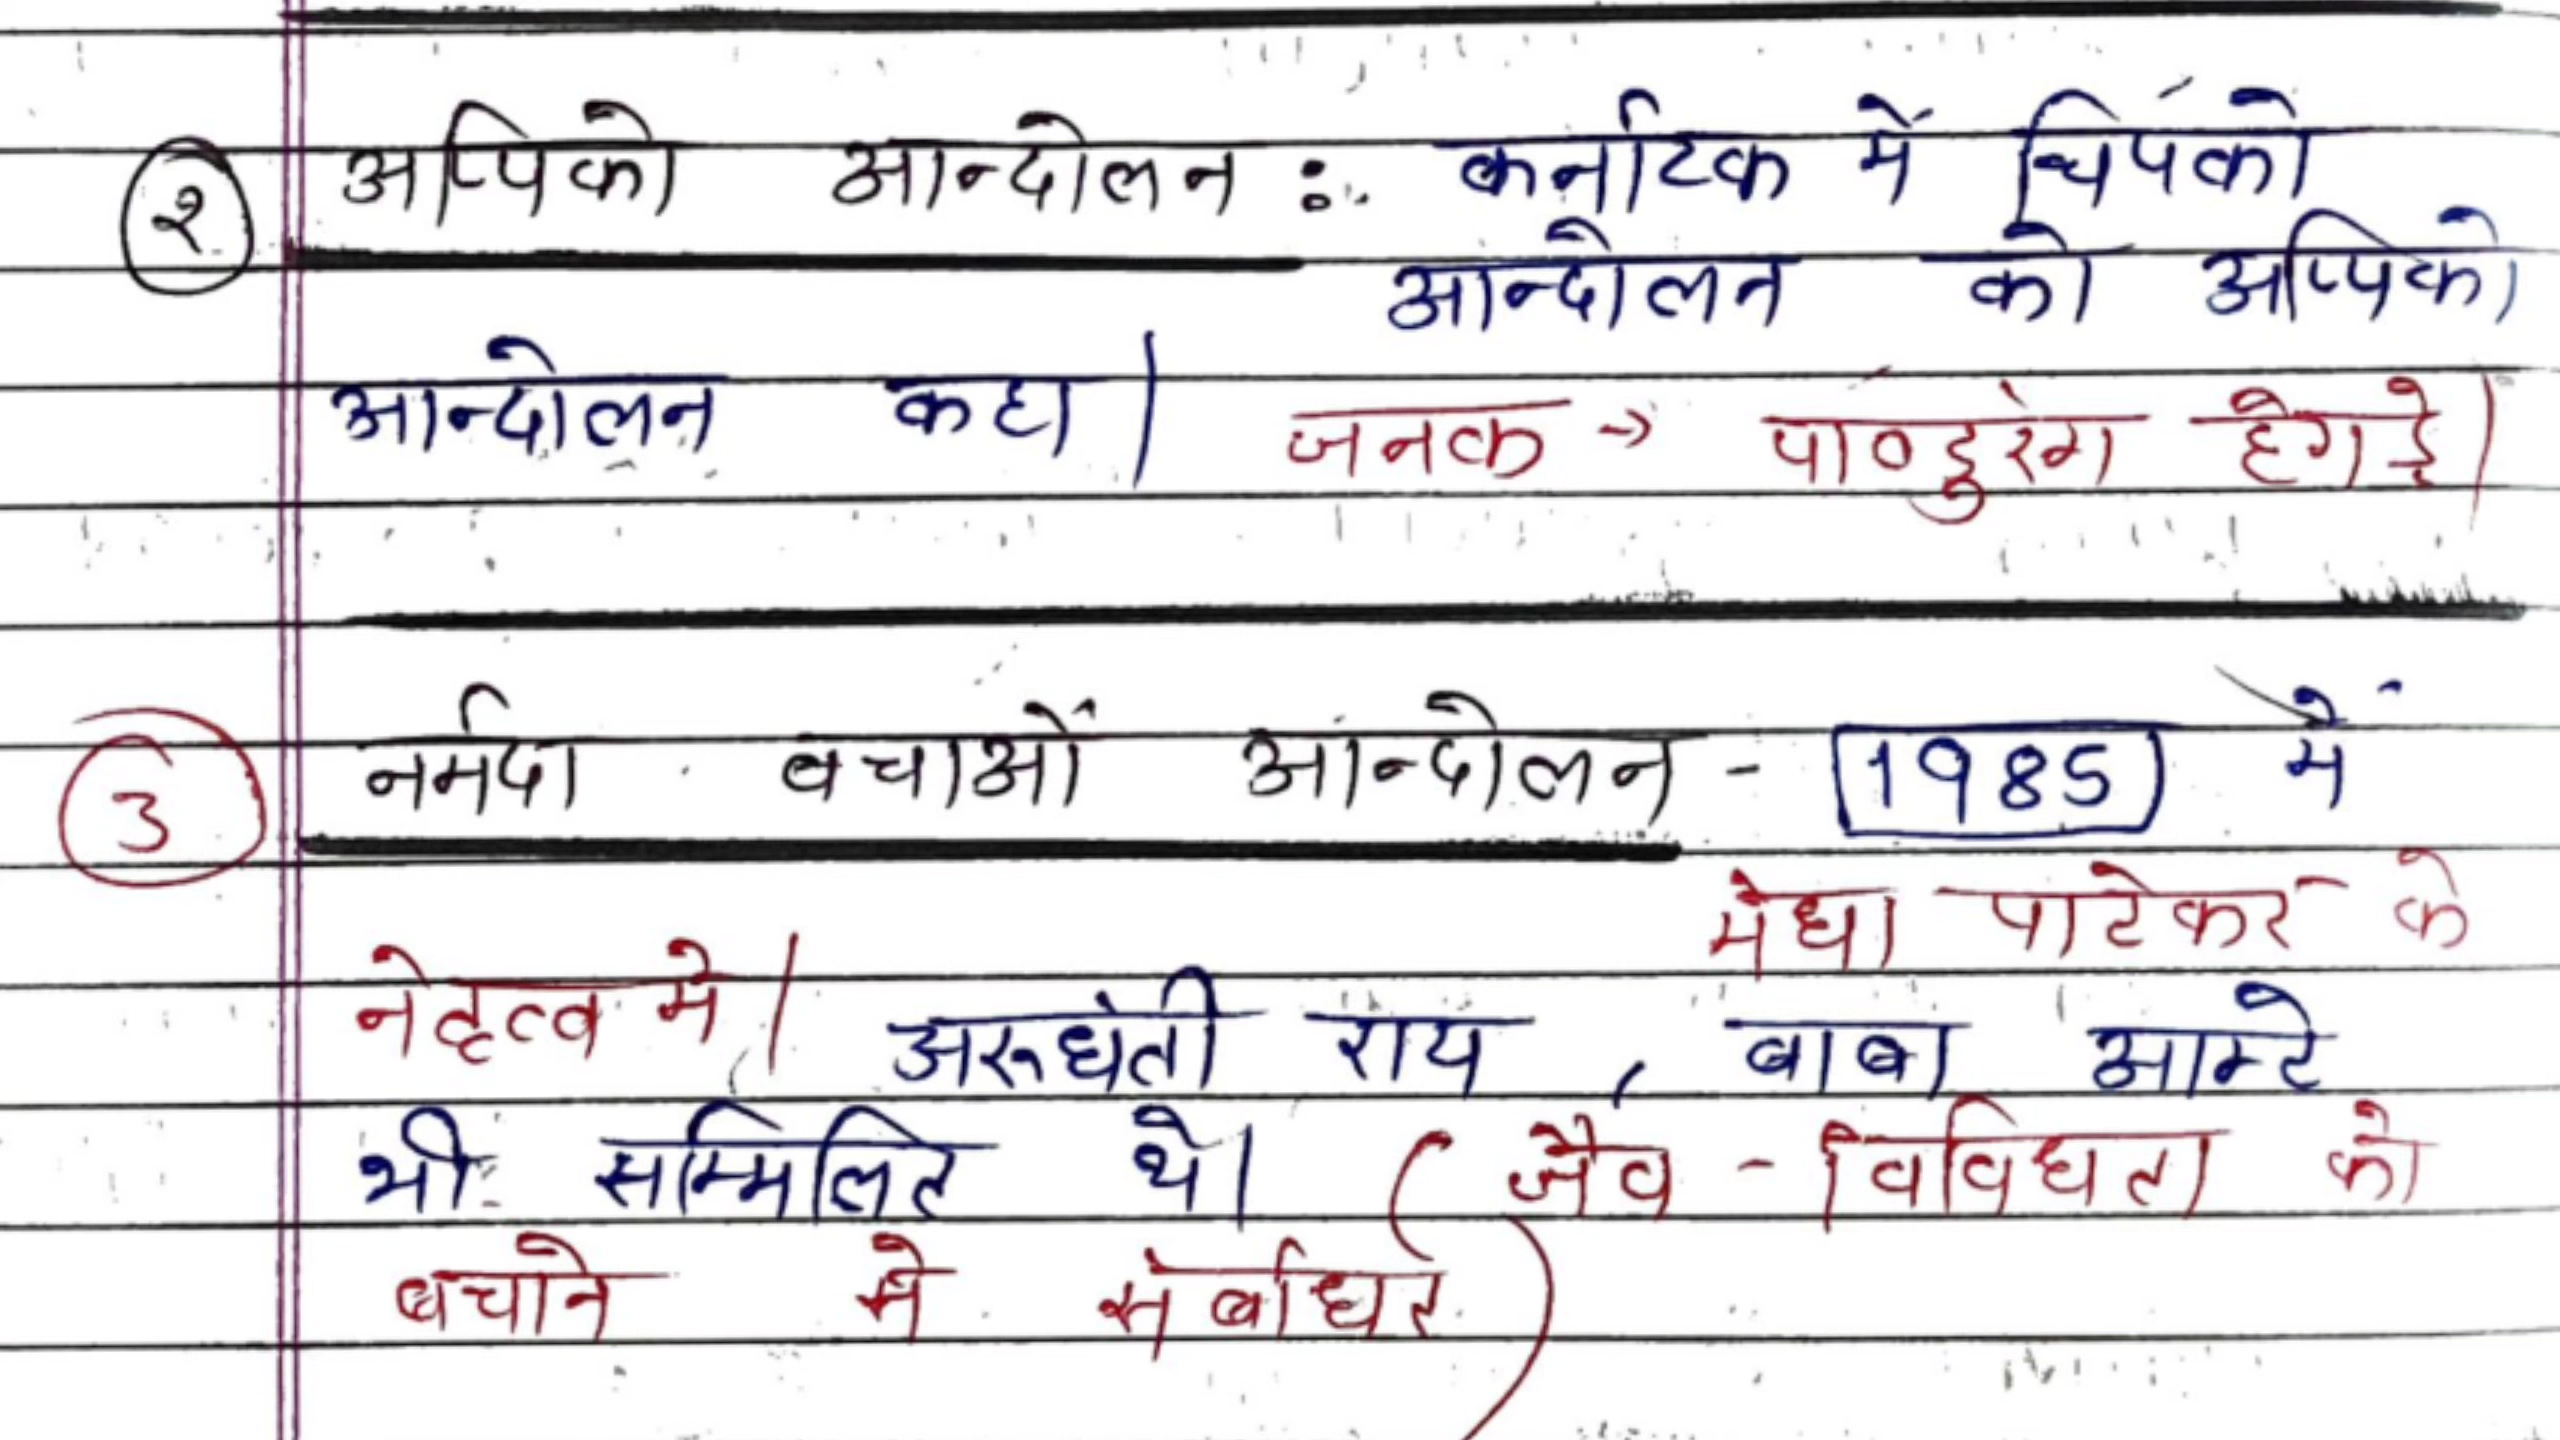 २ अप्पिको आन्दोलन : कर्नाटक में चिपको
आन्दोलन को अप्पिको
आन्दोलन कहा। जनक → पाण्डुरंग हेगड़े।
3 नर्मदा बचाओं आन्दोलन - 1985 में
मेधा पाटेकर के
नेतृत्व मे। अरुधंती राय , बाबा आम्टे
भी सम्मिलित थे। ( जैव - विविधता को
बचाने मे संबधित )